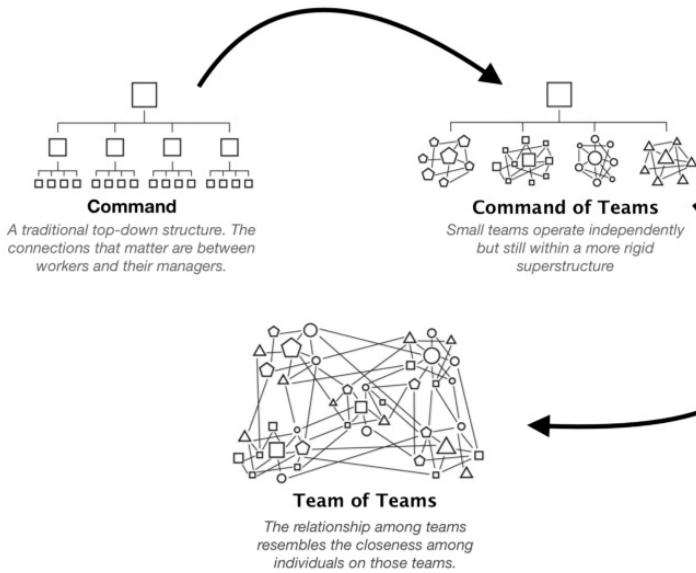 Command
A traditional top-down structure. The
connections that matter are between
workers and their managers.
Command of Teams
Small teams operate independently
but still within a more rigid
superstructure
Team of Teams
The relationship among teams
resembles the closeness among
individuals on those teams.